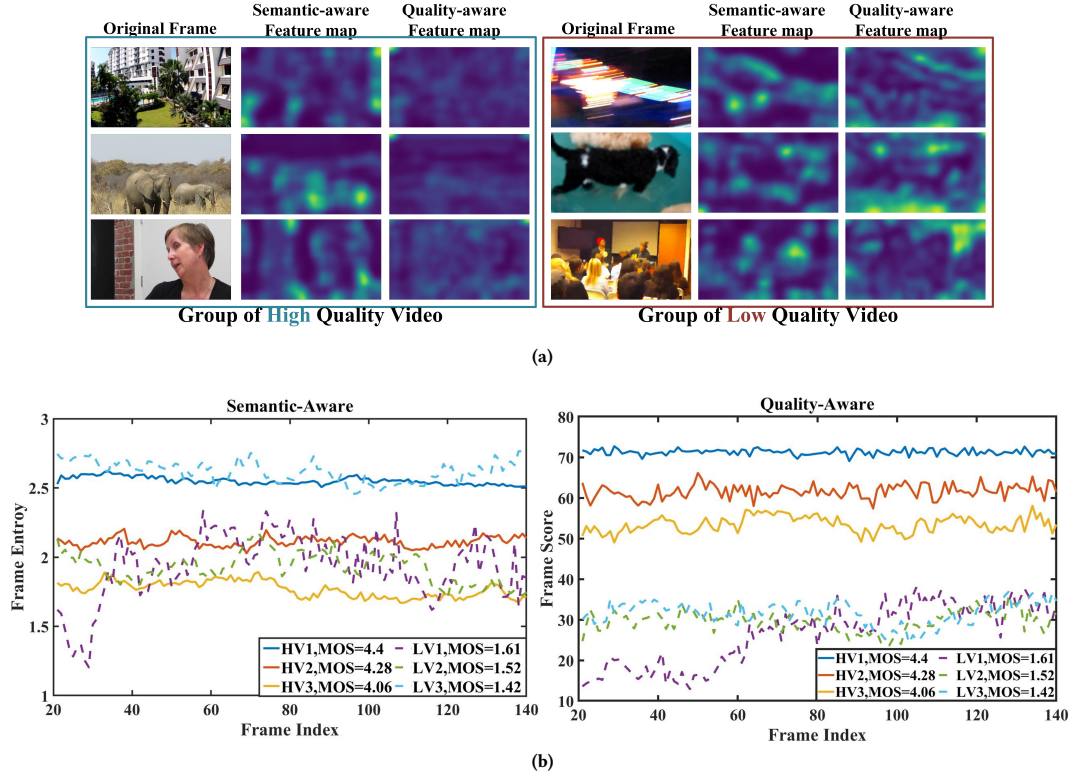 Original Frame
Semantic-aware
Feature map
Quality-aware
Feature map
Original Frame
Semantic-aware
Feature map
Quality-aware
Feature map
Group of High Quality Video
Group of Low Quality Video
(a)
Semantic-Aware
Frame Entroy
3
2.5
2
1.5
1
20
40
60
80
100
120
140
Frame Index
HV1,MOS=4.4
HV2,MOS=4.28
HV3,MOS=4.06
LV1,MOS=1.61
LV2,MOS=1.52
LV3,MOS=1.42
Quality-Aware
Frame Score
80
70
60
50
40
30
20
10
20
40
60
80
100
120
140
Frame Index
HV1,MOS=4.4
HV2,MOS=4.28
HV3,MOS=4.06
LV1,MOS=1.61
LV2,MOS=1.52
LV3,MOS=1.42
(b)